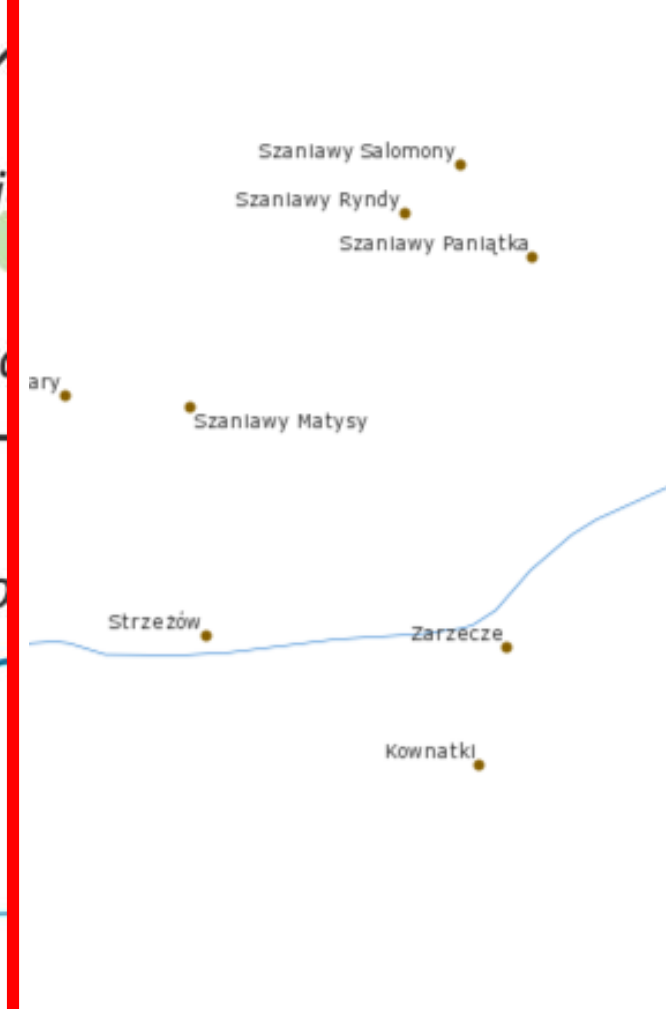 Szaniawy Salomony
Szaniawy Ryndy
Szaniawy Paniątka
ary
Szaniawy Matysy
Strzeżów
Zarzecze
Kownatki